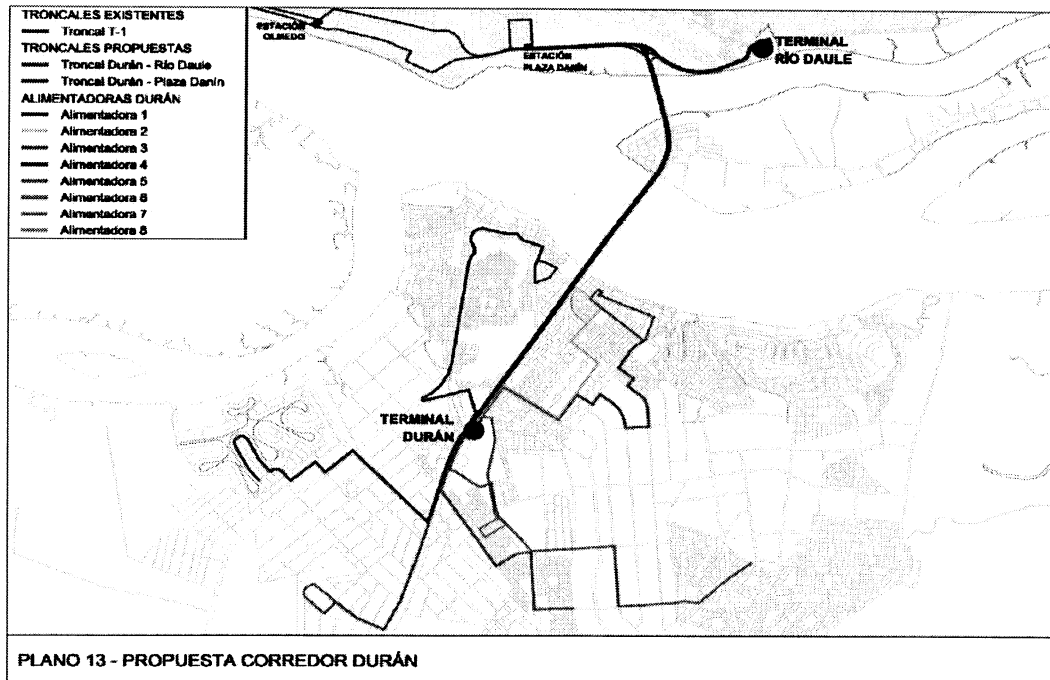 TRONCALES EXISTENTES
Troncal T-1
TRONCALES PROPUESTAS
Troncal Durán - Río Daule
Troncal Durán - Plaza Danín
ALIMENTADORAS DURÁN
Alimentadora 1
Alimentadora 2
Alimentadora 3
Alimentadora 4
Alimentadora 5
Alimentadora 6
Alimentadora 7
Alimentadora 8
ESTACIÓN
OLMEDO
ESTACIÓN
PLAZA DANÍN
TERMINAL
RÍO DAULE
TERMINAL
DURÁN
PLANO 13 - PROPUESTA CORREDOR DURÁN